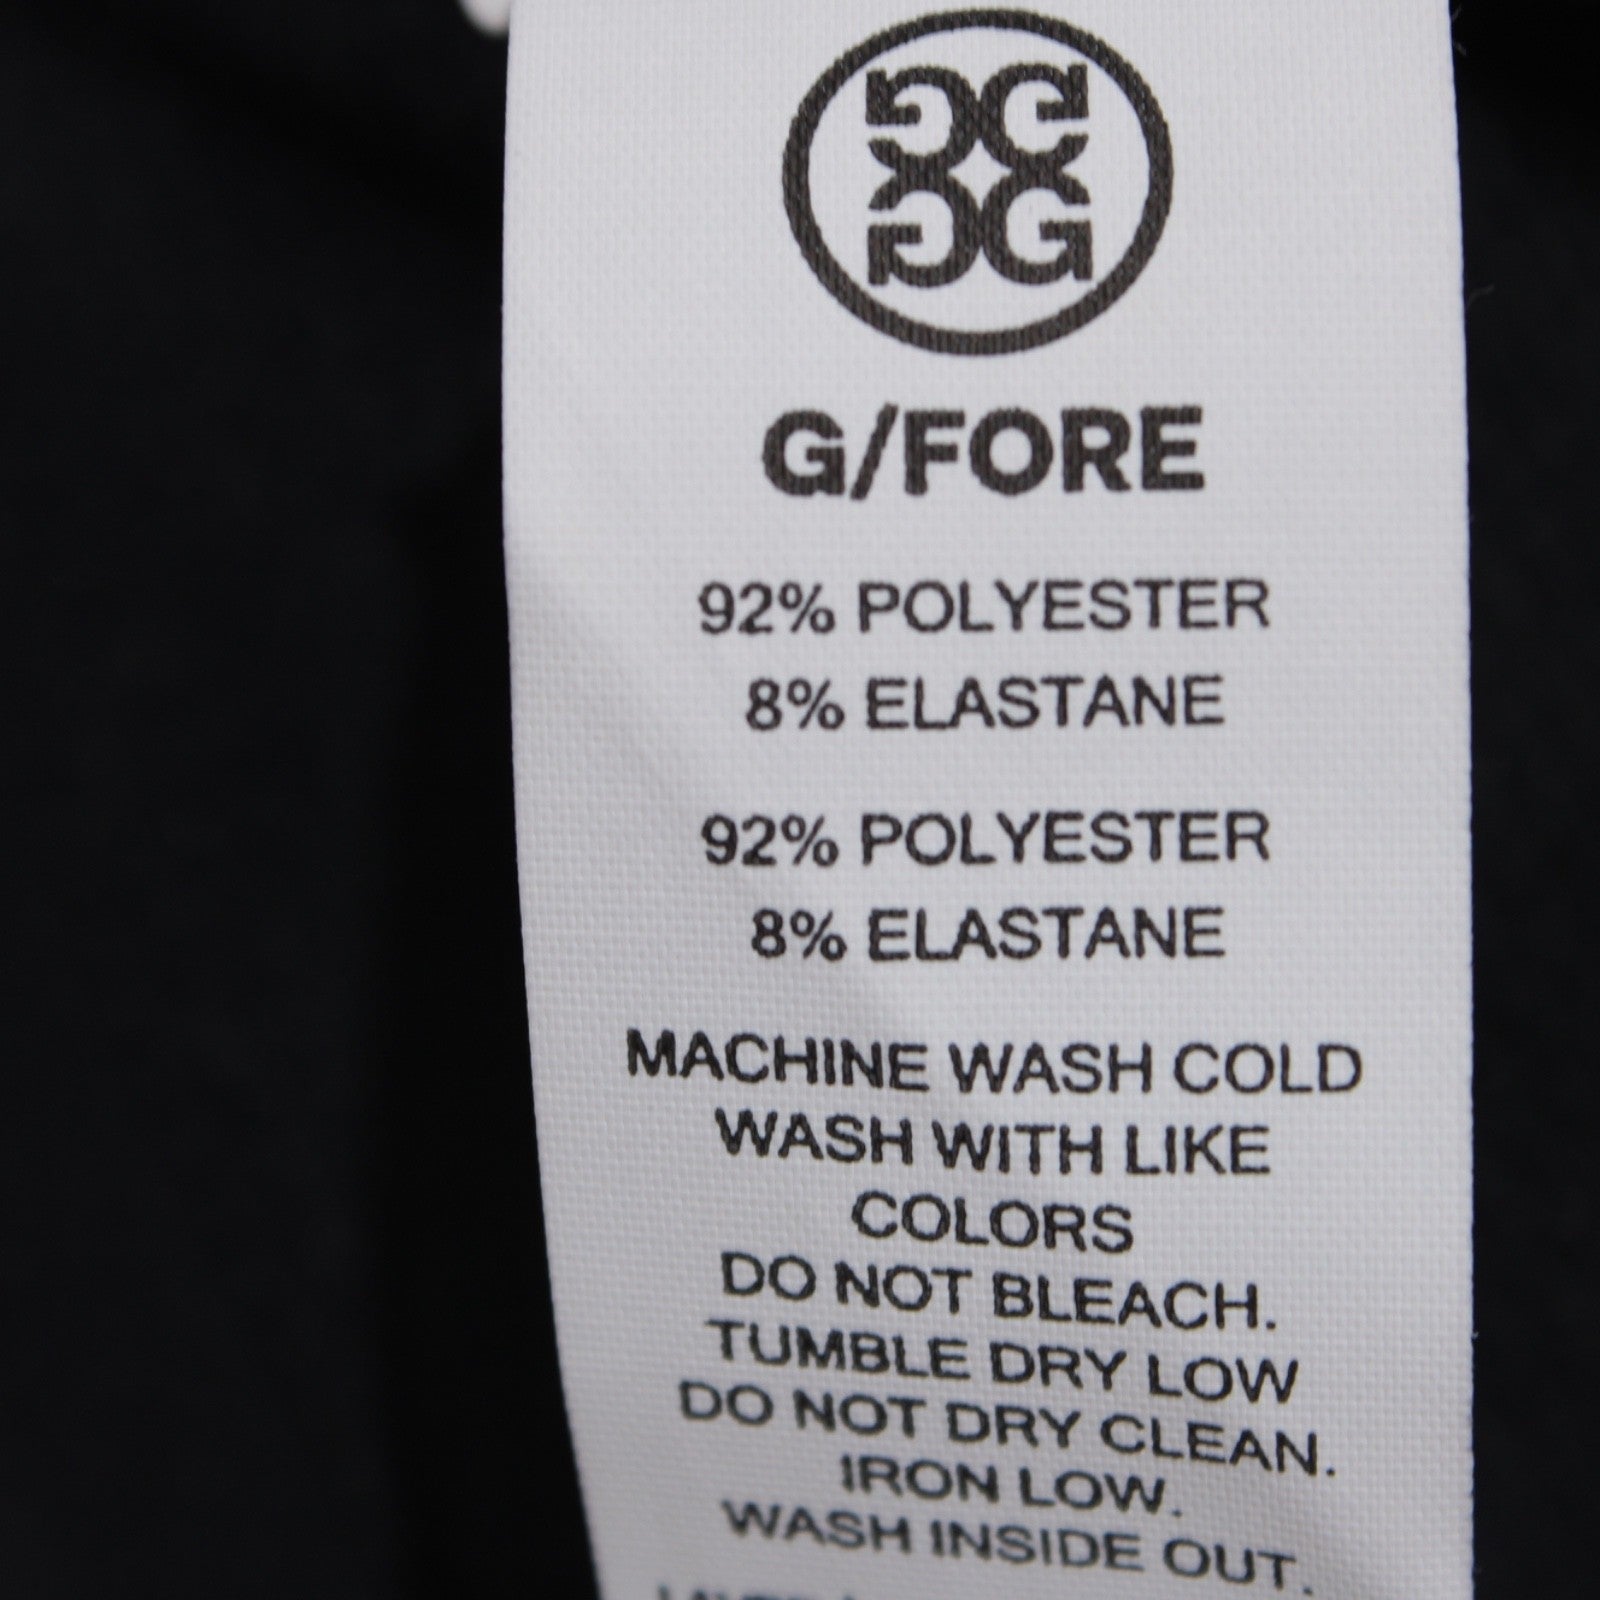 G/FORE
92% POLYESTER
8% ELASTANE
92% POLYESTER
8% ELASTANE
MACHINE WASH COLD
WASH WITH LIKE
COLORS
DO NOT BLEACH.
TUMBLE DRY LOW
DO NOT DRY CLEAN.
IRON LOW.
WASH INSIDE OUT.